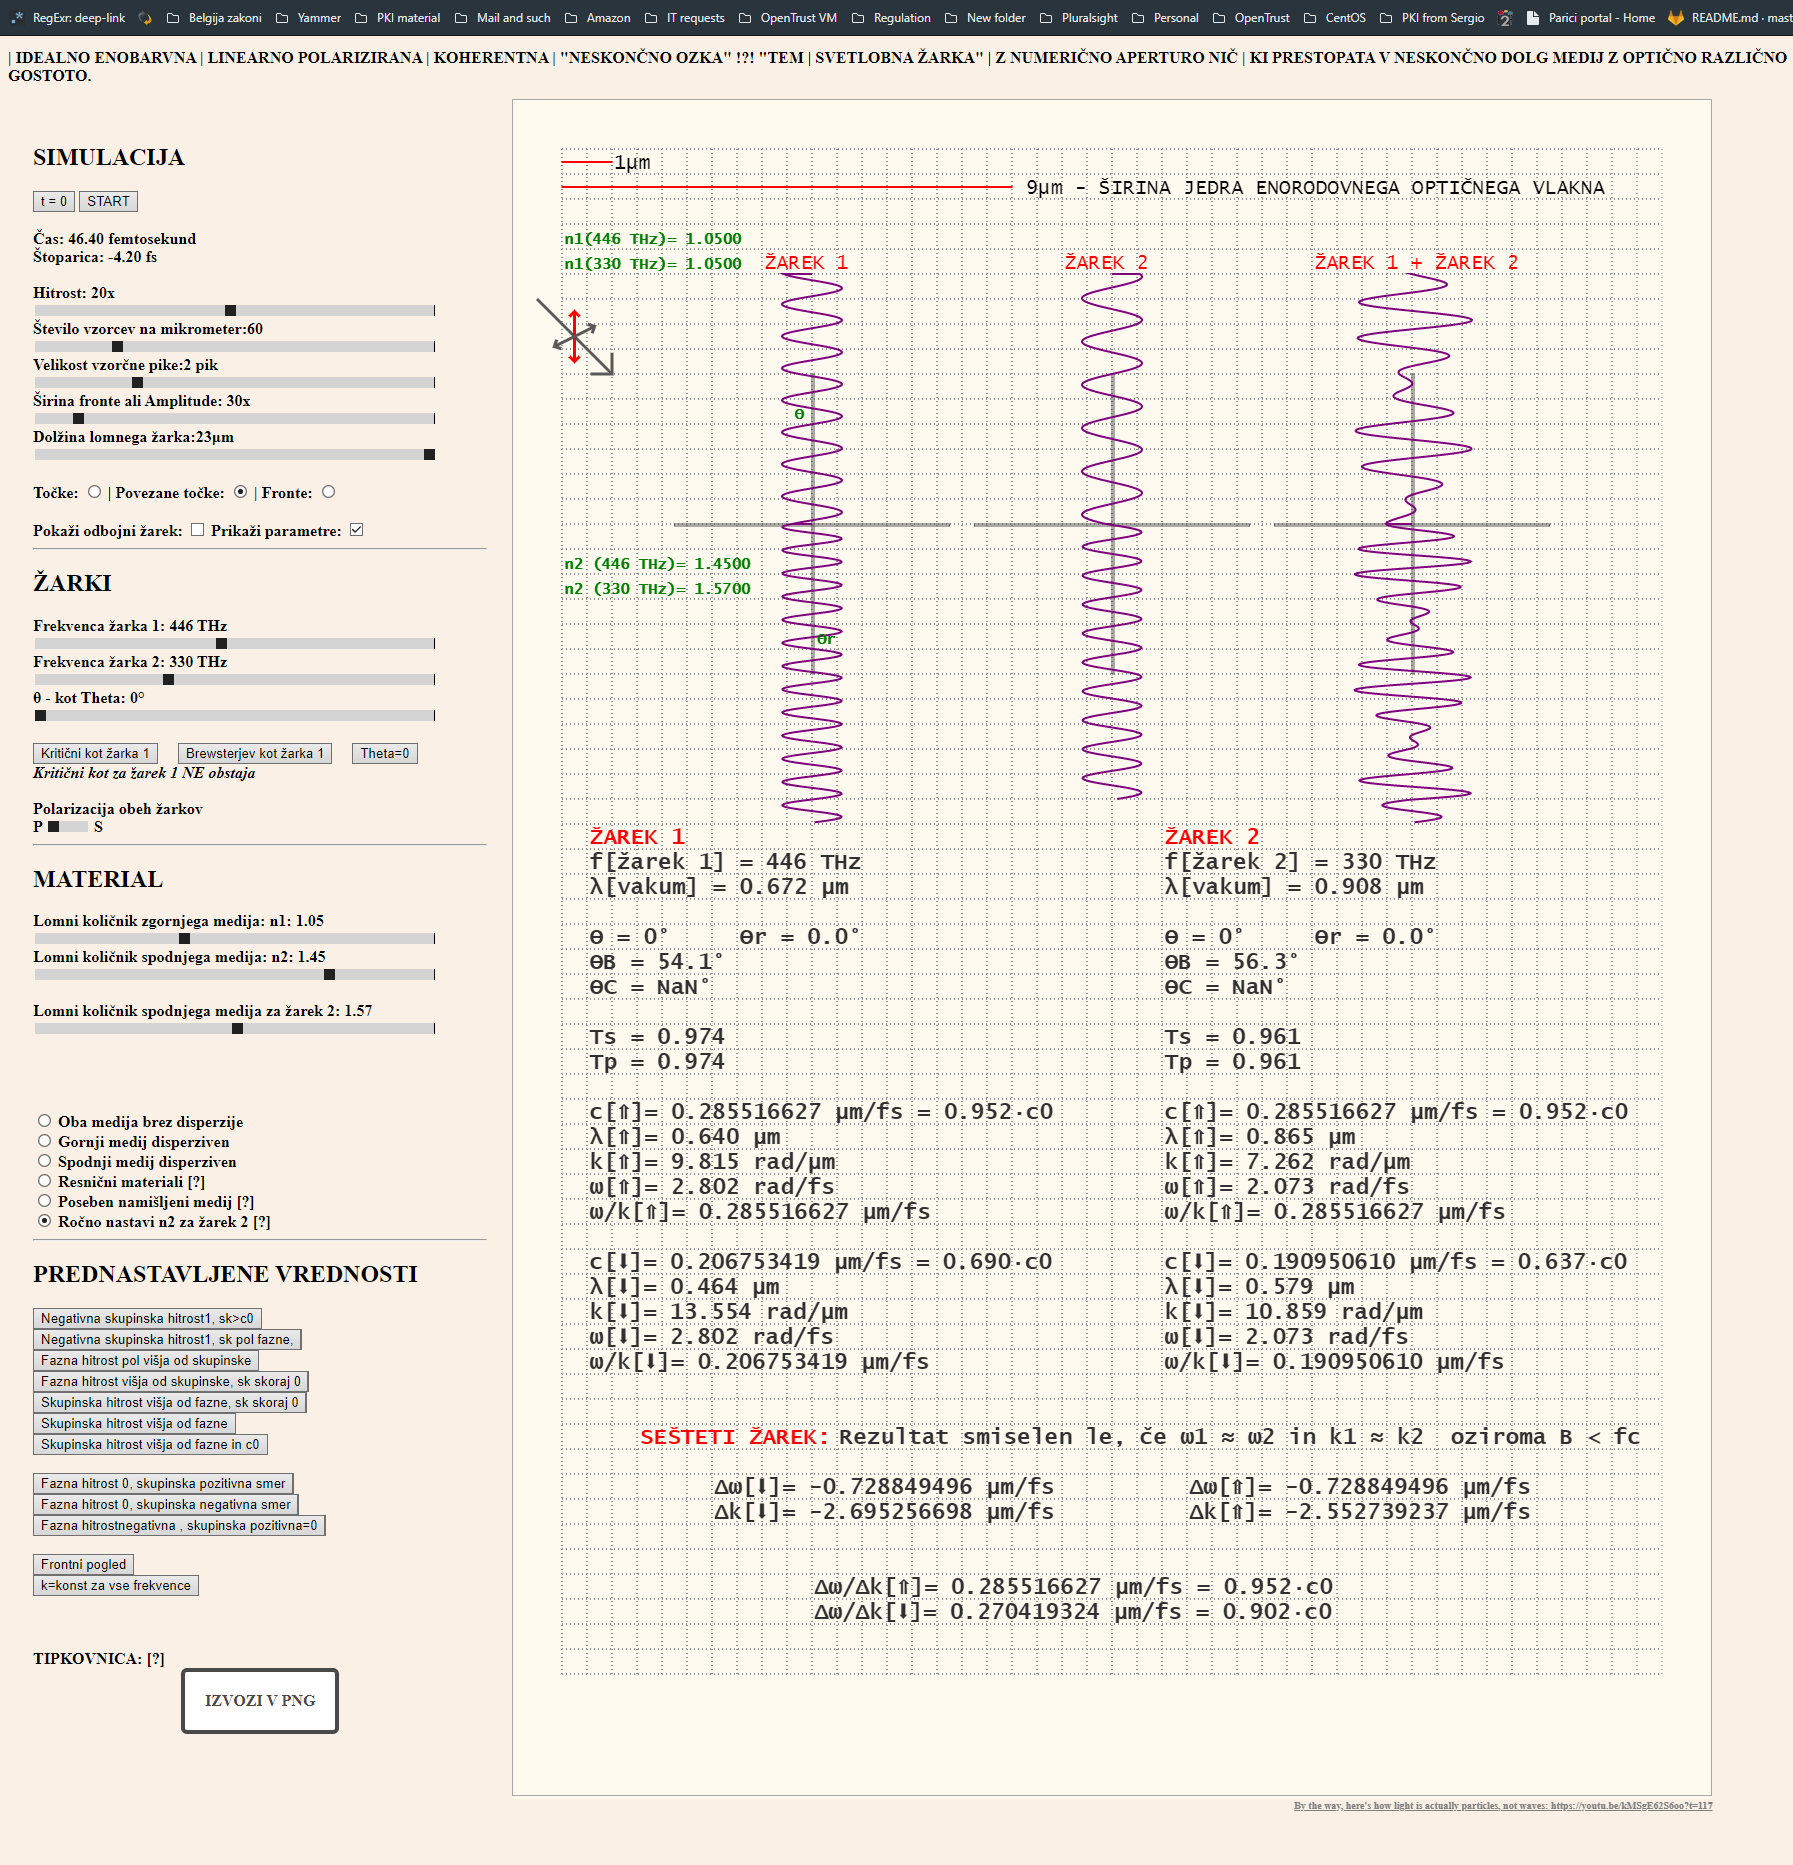 RegExr: deep-link Belgija zakoni Yammer PKI material Mail and such Amazon IT requests OpenTrust VM Regulation New folder Pluralsight Personal OpenTrust CentOS PKI from Sergio Parici portal - Home README.md · mast
| IDEALNO ENOBARVNA | LINEARNO POLARIZIRANA | KOHERENTNA | "NESKONČNO OZKA" !?! "TEM | SVETLOBNA ŽARKA" | Z NUMERIČNO APERTURO NIČ | KI PRESTOPATA V NESKONČNO DOLG MEDIJ Z OPTIČNO RAZLIČNO
GOSTOTO.
SIMULACIJA
t = 0 START
Čas: 46.40 femtosekund
Štoparica: -4.20 fs
Hitrost: 20x
Število vzorcev na mikrometer:60
Velikost vzorčne pike:2 pik
Širina fronte ali Amplitude: 30x
Dolžina lomnega žarka:23µm
Točke: | Povezane točke: | Fronte:
Pokaži odbojni žarek: Prikaži parametre:
ŽARKI
Frekvenca žarka 1: 446 THz
Frekvenca žarka 2: 330 THz
θ - kot Theta: 0°
Kritični kot žarka 1 Brewsterjev kot žarka 1 Theta=0
Kritični kot za žarek 1 NE obstaja
Polarizacija obeh žarkov
P S
MATERIAL
Lomni količnik zgornjega medija: n1: 1.05
Lomni količnik spodnjega medija: n2: 1.45
Lomni količnik spodnjega medija za žarek 2: 1.57
Oba medija brez disperzije
Gornji medij disperziven
Spodnji medij disperziven
Resnični materiali [?]
Poseben namišljeni medij [?]
Ročno nastavi n2 za žarek 2 [?]
PREDNASTAVLJENE VREDNOSTI
Negativna skupinska hitrost1, sk>c0
Negativna skupinska hitrost1, sk pol fazne,
Fazna hitrost pol višja od skupinske
Fazna hitrost višja od skupinske, sk skoraj 0
Skupinska hitrost višja od fazne, sk skoraj 0
Skupinska hitrost višja od fazne
Skupinska hitrost višja od fazne in c0
Fazna hitrost 0, skupinska pozitivna smer
Fazna hitrost 0, skupinska negativna smer
Fazna hitrostnegativna , skupinska pozitivna=0
Frontni pogled
k=konst za vse frekvence
TIPKOVNICA: [?]
IZVOZI V PNG
1µm
9µm - ŠIRINA JEDRA ENORODOVNEGA OPTIČNEGA VLAKNA
n1(446 THz)= 1.0500
n1(330 THz)= 1.0500
ŽAREK 1 ŽAREK 2 ŽAREK 1 + ŽAREK 2
ϴ
n2 (446 THz)= 1.4500
n2 (330 THz)= 1.5700
ϴr
ŽAREK 1
f[žarek 1] = 446 THz
λ[vakum] = 0.672 µm
ϴ = 0° ϴr = 0.0°
ϴB = 54.1°
ϴC = NaN°
Ts = 0.974
Tp = 0.974
c[⇑]= 0.285516627 µm/fs = 0.952·c0
λ[⇑]= 0.640 µm
k[⇑]= 9.815 rad/µm
ω[⇑]= 2.802 rad/fs
ω/k[⇑]= 0.285516627 µm/fs
c[⬇]= 0.206753419 µm/fs = 0.690·c0
λ[⬇]= 0.464 µm
k[⬇]= 13.554 rad/µm
ω[⬇]= 2.802 rad/fs
ω/k[⬇]= 0.206753419 µm/fs
ŽAREK 2
f[žarek 2] = 330 THz
λ[vakum] = 0.908 µm
ϴ = 0° ϴr = 0.0°
ϴB = 56.3°
ϴC = NaN°
Ts = 0.961
Tp = 0.961
c[⇑]= 0.285516627 µm/fs = 0.952·c0
λ[⇑]= 0.865 µm
k[⇑]= 7.262 rad/µm
ω[⇑]= 2.073 rad/fs
ω/k[⇑]= 0.285516627 µm/fs
c[⬇]= 0.190950610 µm/fs = 0.637·c0
λ[⬇]= 0.579 µm
k[⬇]= 10.859 rad/µm
ω[⬇]= 2.073 rad/fs
ω/k[⬇]= 0.190950610 µm/fs
SEŠTETI ŽAREK: Rezultat smiselen le, če ω1 ≈ ω2 in k1 ≈ k2 oziroma B < fc
Δω[⬇]= -0.728849496 µm/fs Δω[⇑]= -0.728849496 µm/fs
Δk[⬇]= -2.695256698 µm/fs Δk[⇑]= -2.552739237 µm/fs
Δω/Δk[⇑]= 0.285516627 µm/fs = 0.952·c0
Δω/Δk[⬇]= 0.270419324 µm/fs = 0.902·c0
By the way, here's how light is actually particles, not waves: https://youtu.be/kMSgE62S6oo?t=117